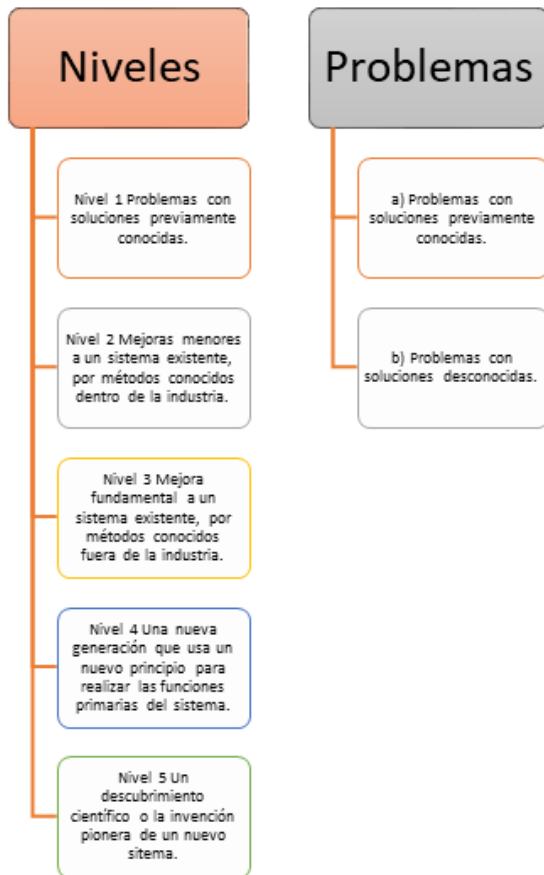 Niveles
Nivel 1 Problemas con
soluciones previamente
conocidas.
Nivel 2 Mejoras menores
a un sistema existente,
por métodos conocidos
dentro de la industria.
Nivel 3 Mejora
fundamental a un
sistema existente, por
métodos conocidos
fuera de la industria.
Nivel 4 Una nueva
generación que usa un
nuevo principio para
realizar las funciones
primarias del sistema.
Nivel 5 Un
descubrimiento
científico o la invención
pionera de un nuevo
sitema.
Problemas
a) Problemas con
soluciones previamente
conocidas.
b) Problemas con
soluciones desconocidas.